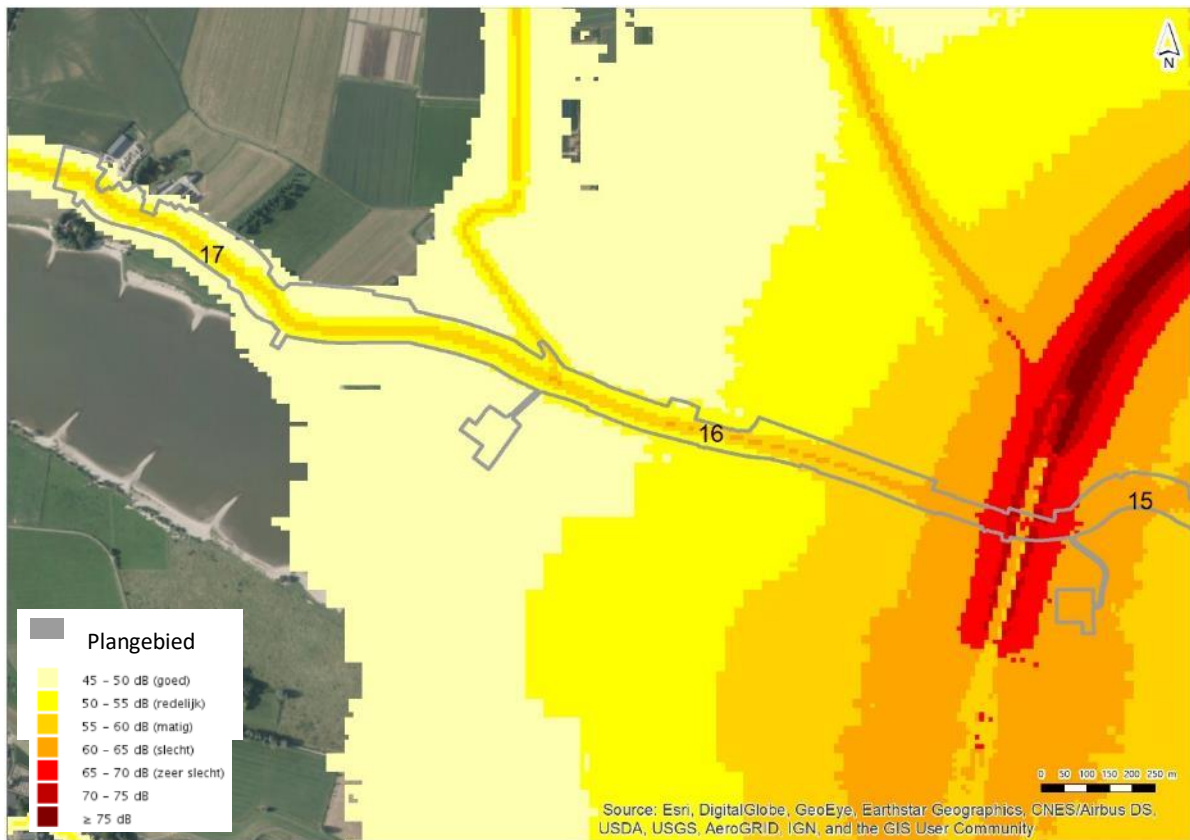 N
17
16
15
Plangebied
45 – 50 dB (goed)
50 – 55 dB (redelijk)
55 – 60 dB (matig)
60 – 65 dB (slecht)
65 – 70 dB (zeer slecht)
70 – 75 dB
≥ 75 dB
0 50 100 150 200 250 m
Source: Esri, DigitalGlobe, GeoEye, Earthstar Geographics, CNES/Airbus DS,
USDA, USGS, AeroGRID, IGN, and the GIS User Community